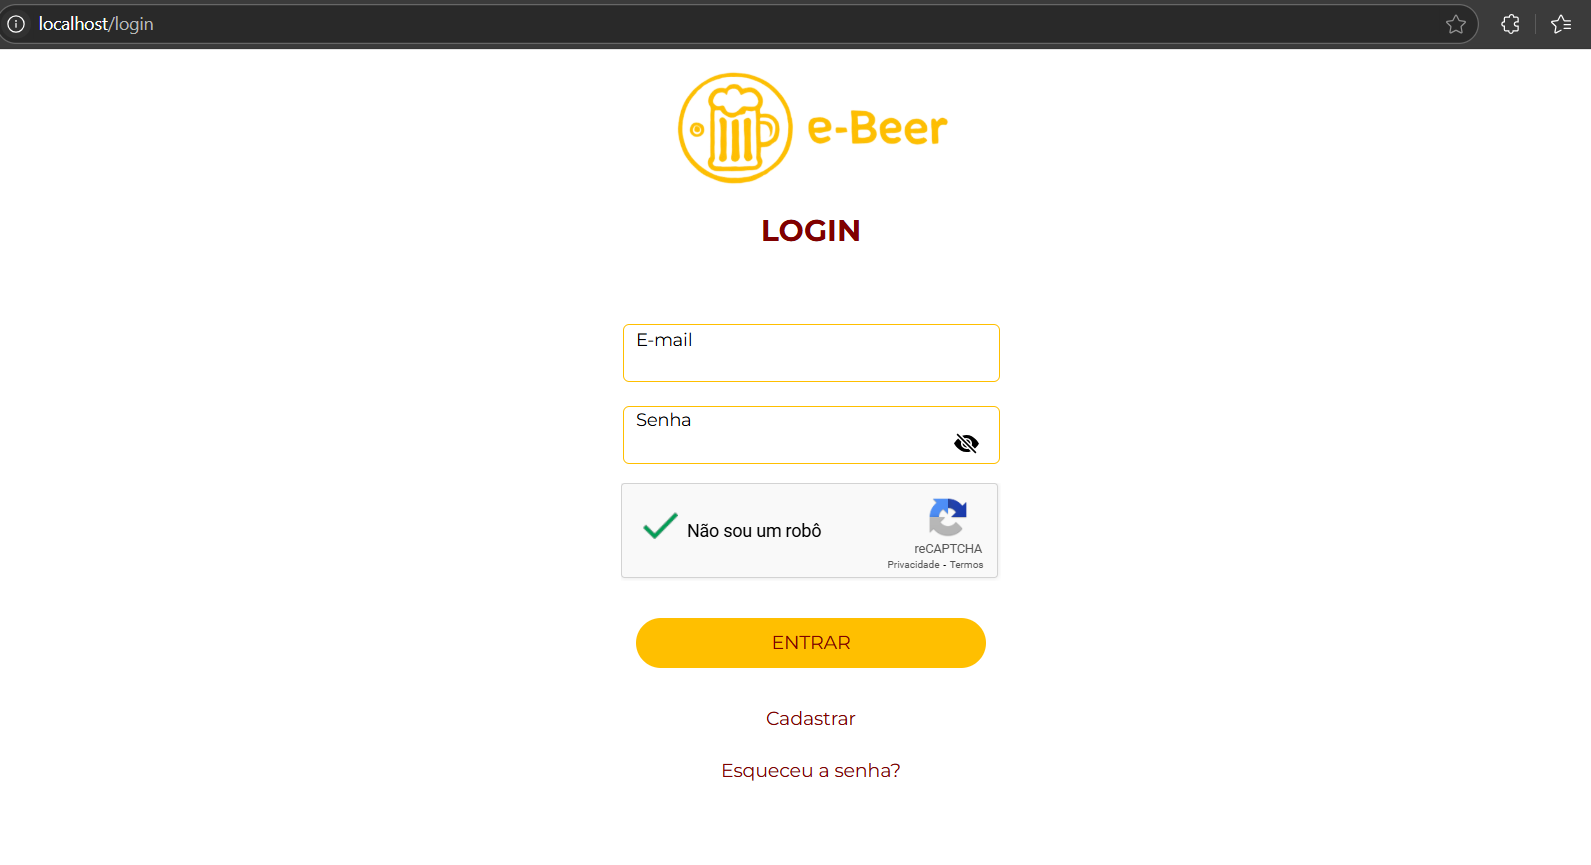 localhost/login
e-Beer
LOGIN
E-mail
Senha
Não sou um robô
reCAPTCHA
Privacidade - Termos
ENTRAR
Cadastrar
Esqueceu a senha?